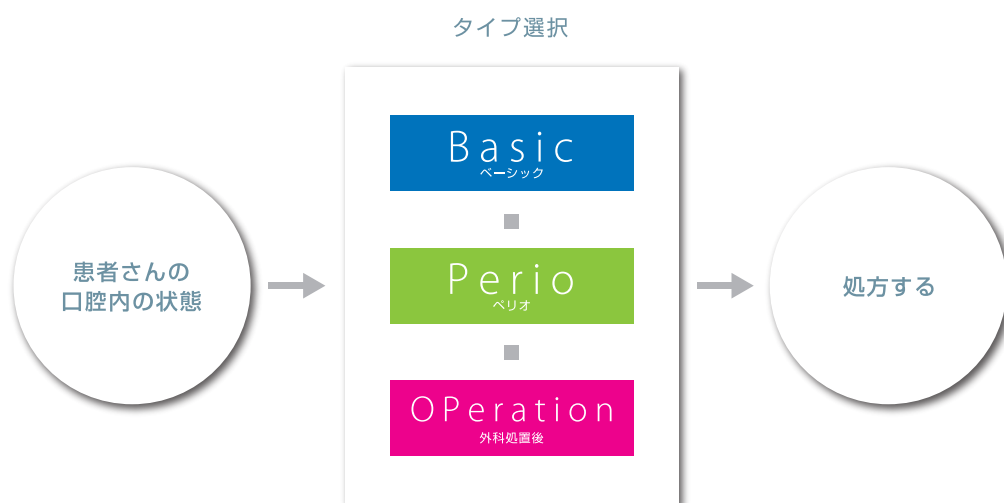 タイプ選択
患者さんの
口腔内の状態
Basic
ベーシック
Perio
ペリオ
OPeration
外科処置後
処方する